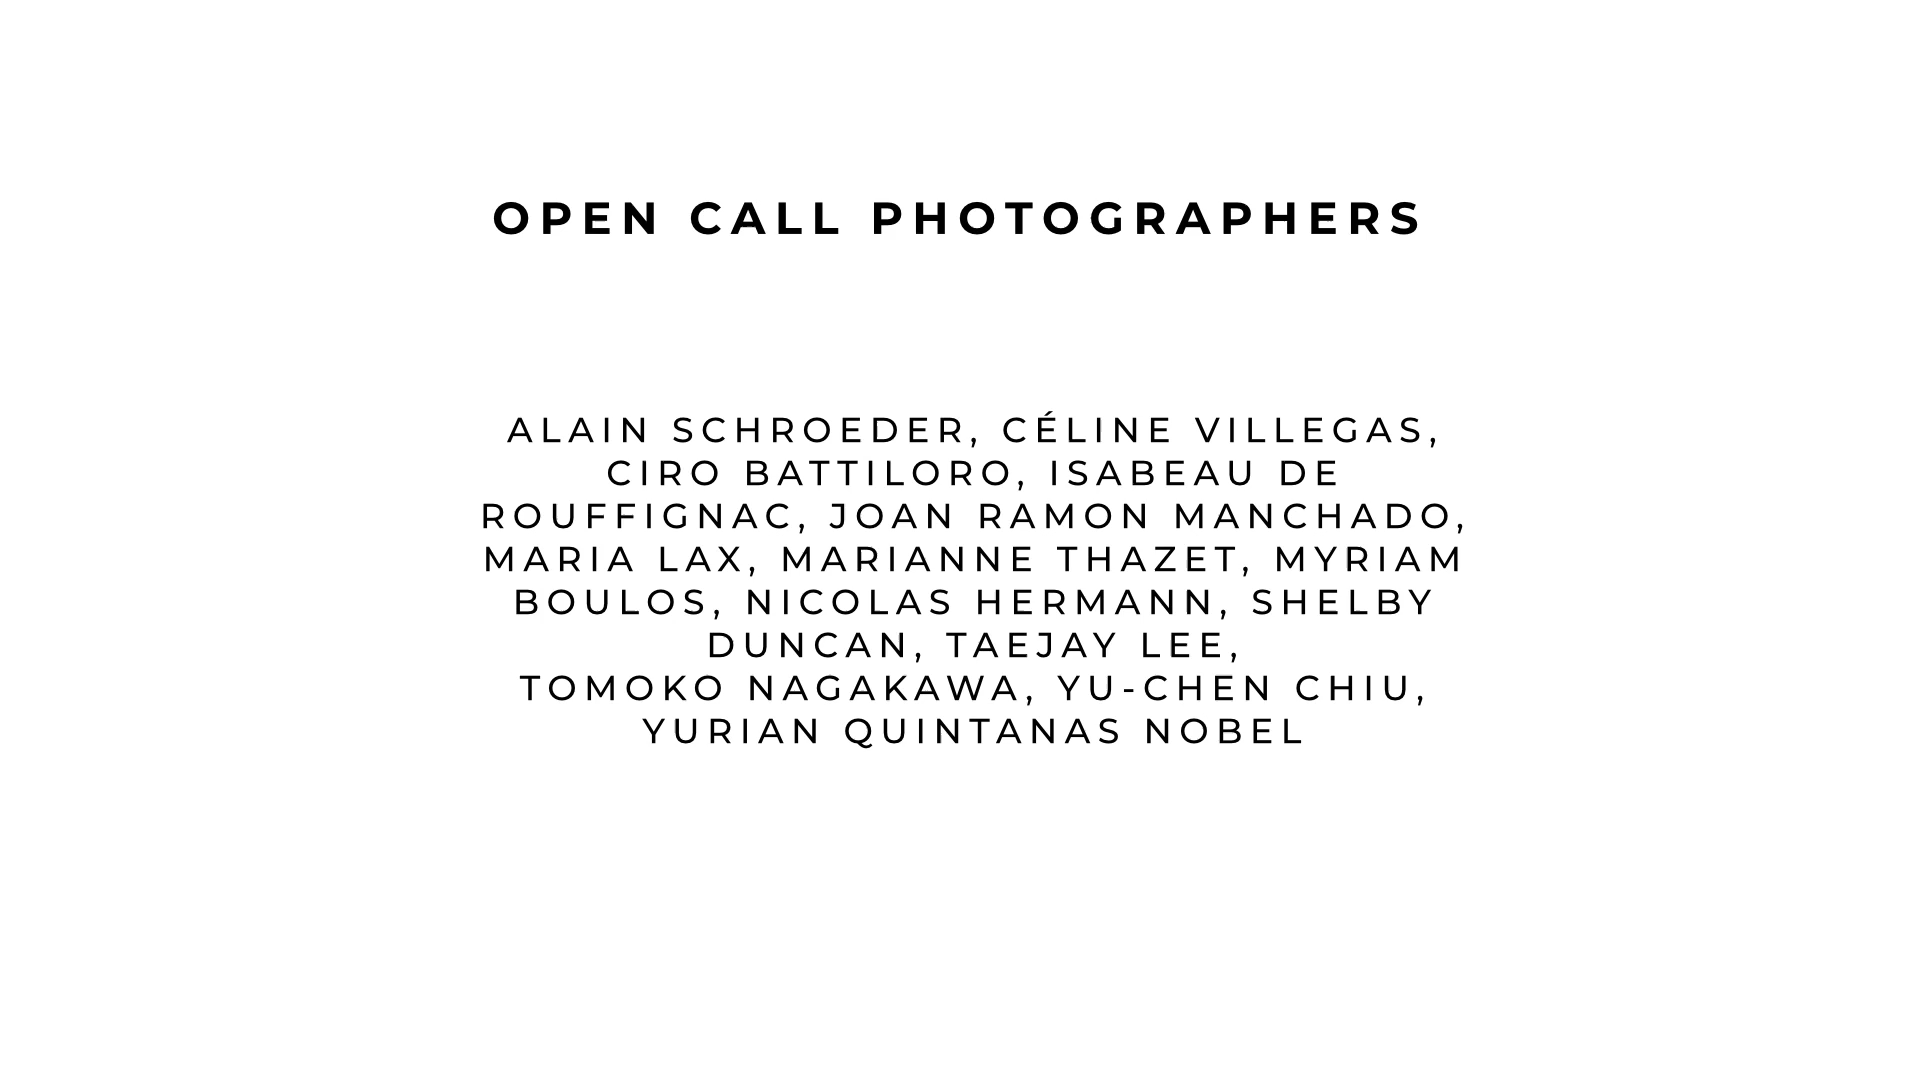 OPEN CALL PHOTOGRAPHERS
ALAIN SCHROEDER, CÉLINE VILLEGAS,
CIRO BATTILORO, ISABEAU DE
ROUFFIGNAC, JOAN RAMON MANCHADO,
MARIA LAX, MARIANNE THAZET, MYRIAM
BOULOS, NICOLAS HERMANN, SHELBY
DUNCAN, TAEJAY LEE,
TOMOKO NAGAKAWA, YU-CHEN CHIU,
YURIAN QUINTANAS NOBEL